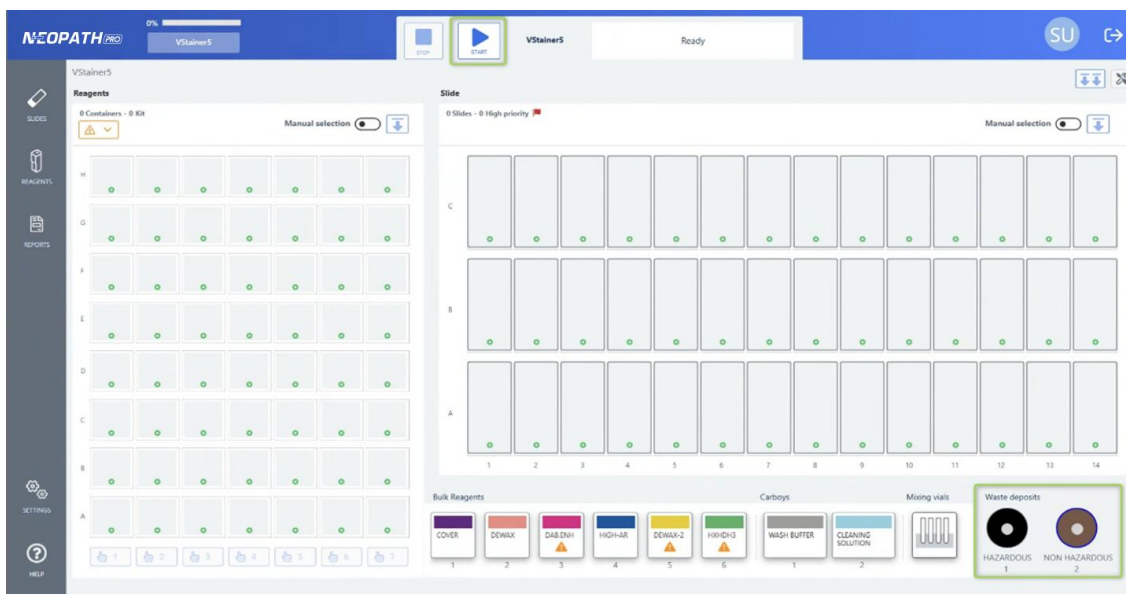 NEOPATH PRO
0%
VStainer5
STOP
START
VStainer5
Ready
SU
SLIDES
REAGENTS
REPORTS
SETTINGS
HELP
VStainer5
Reagents
0 Containers - 0 Kit
Manual selection
H
G
F
E
D
C
B
A
1 2 3 4 5 6 7
Slide
0 Slides - 0 High priority
Manual selection
C
B
A
1 2 3 4 5 6 7 8 9 10 11 12 13 14
Bulk Reagents
COVER DEWAX DAB.ENH HIGH-AR DEWAX-2 HXHDH3
1 2 3 4 5 6
Carboys
WASH BUFFER CLEANING SOLUTION
1 2
Mixing vials
Waste deposits
HAZARDOUS NON HAZARDOUS
1 2